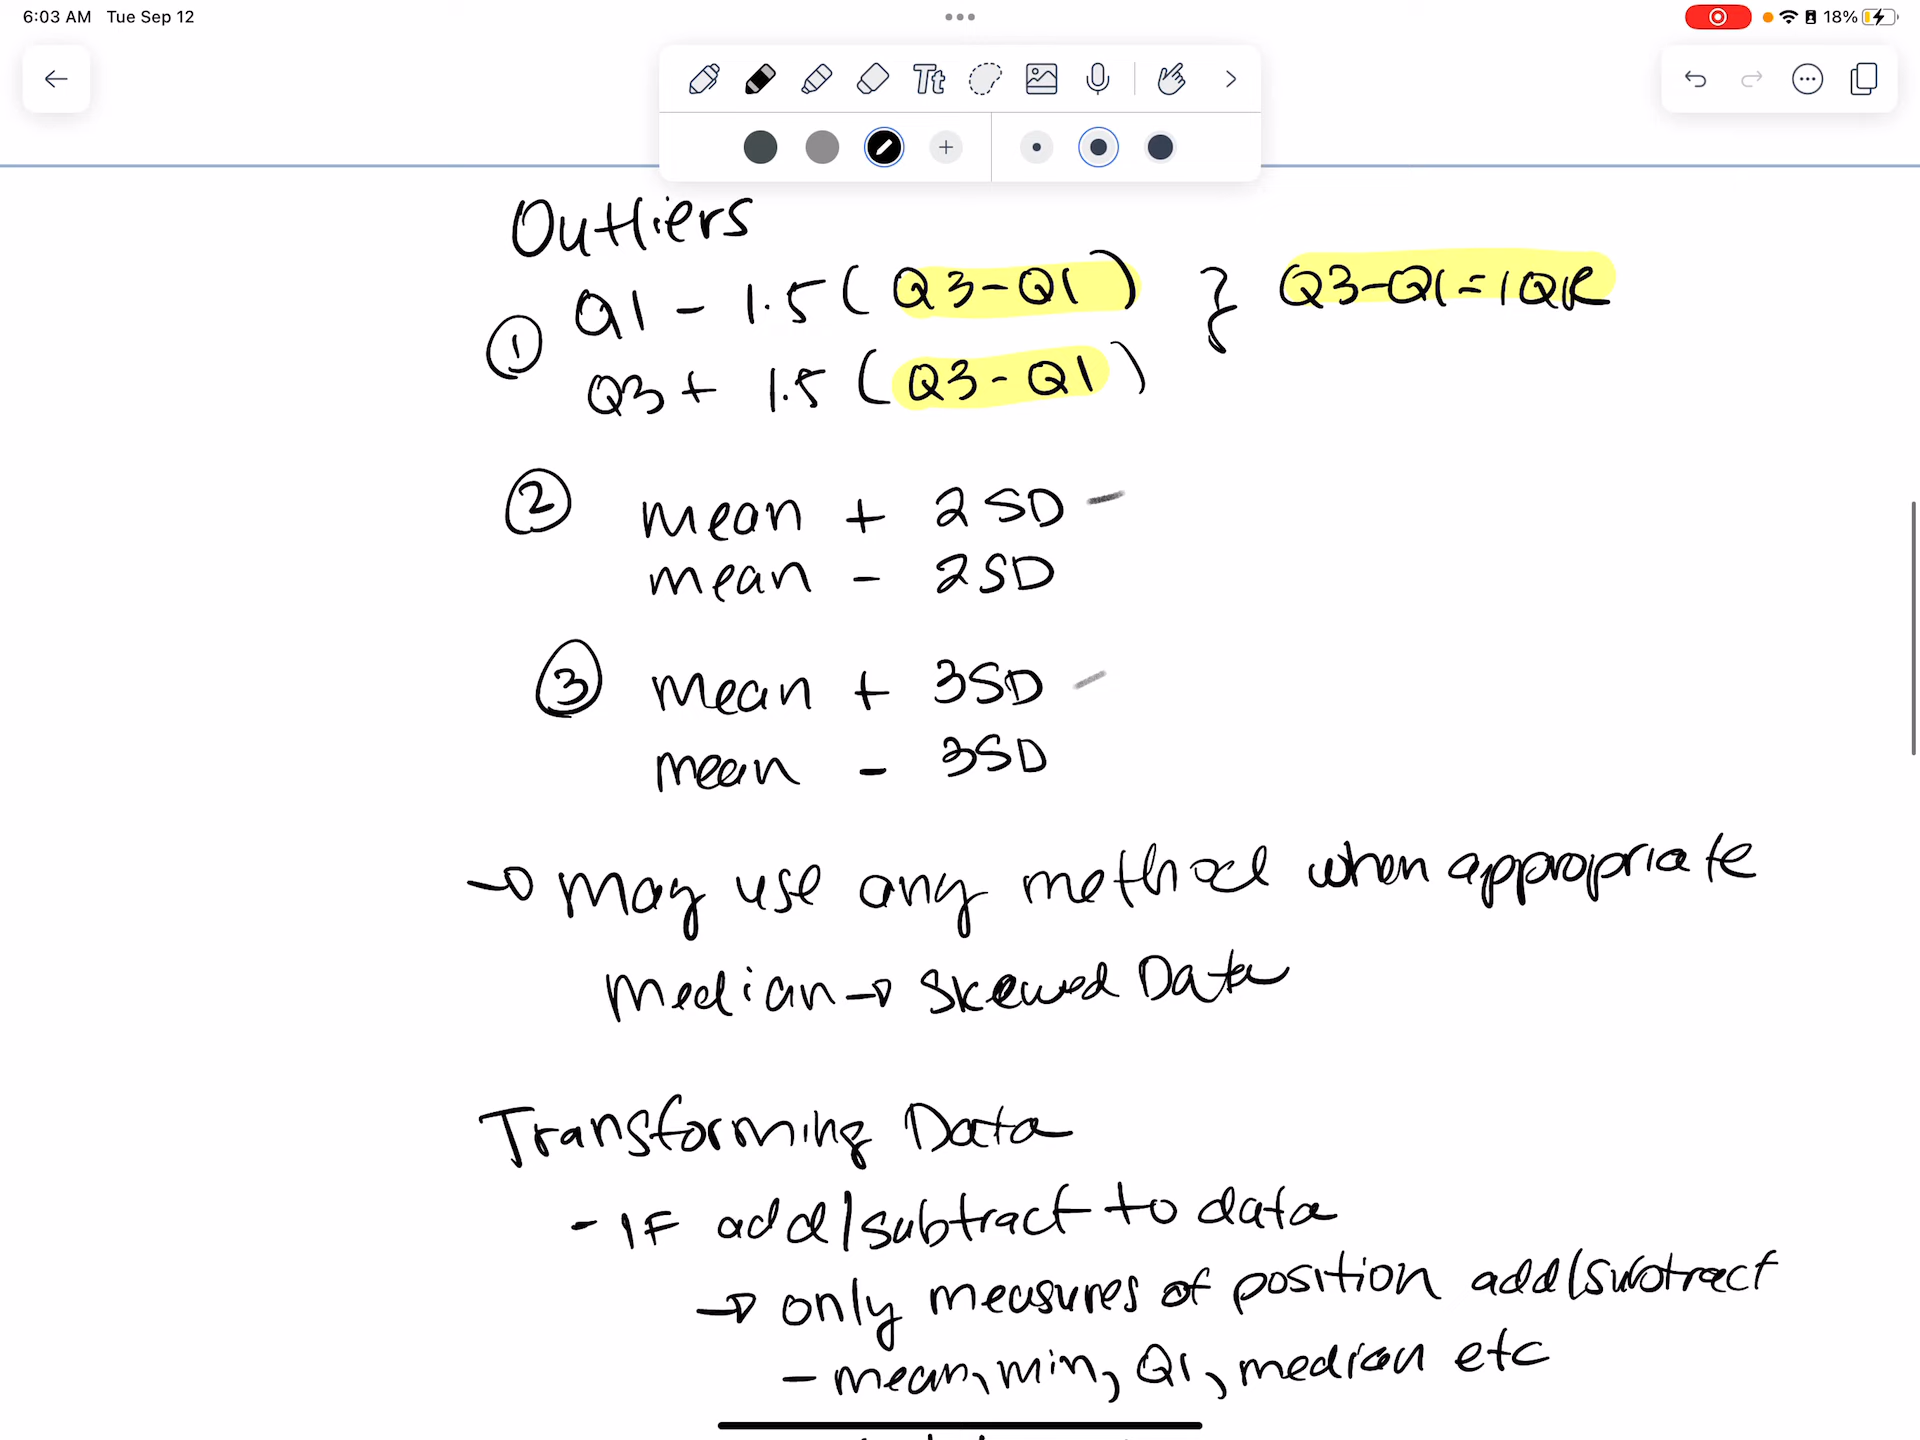 6:03 AM Tue Sep 12
18%
Tt
Outliers
① Q1 - 1.5 (Q3-Q1) } Q3-Q1=IQR
Q3 + 1.5 (Q3-Q1)
② mean + 2SD
mean - 2SD
③ mean + 3SD
mean - 3SD
→ may use any method when appropriate
Median → Skewed Data
Transforming Data
- IF add/subtract to data
→ only measures of position add/subtract
- mean, min, Q1, median etc